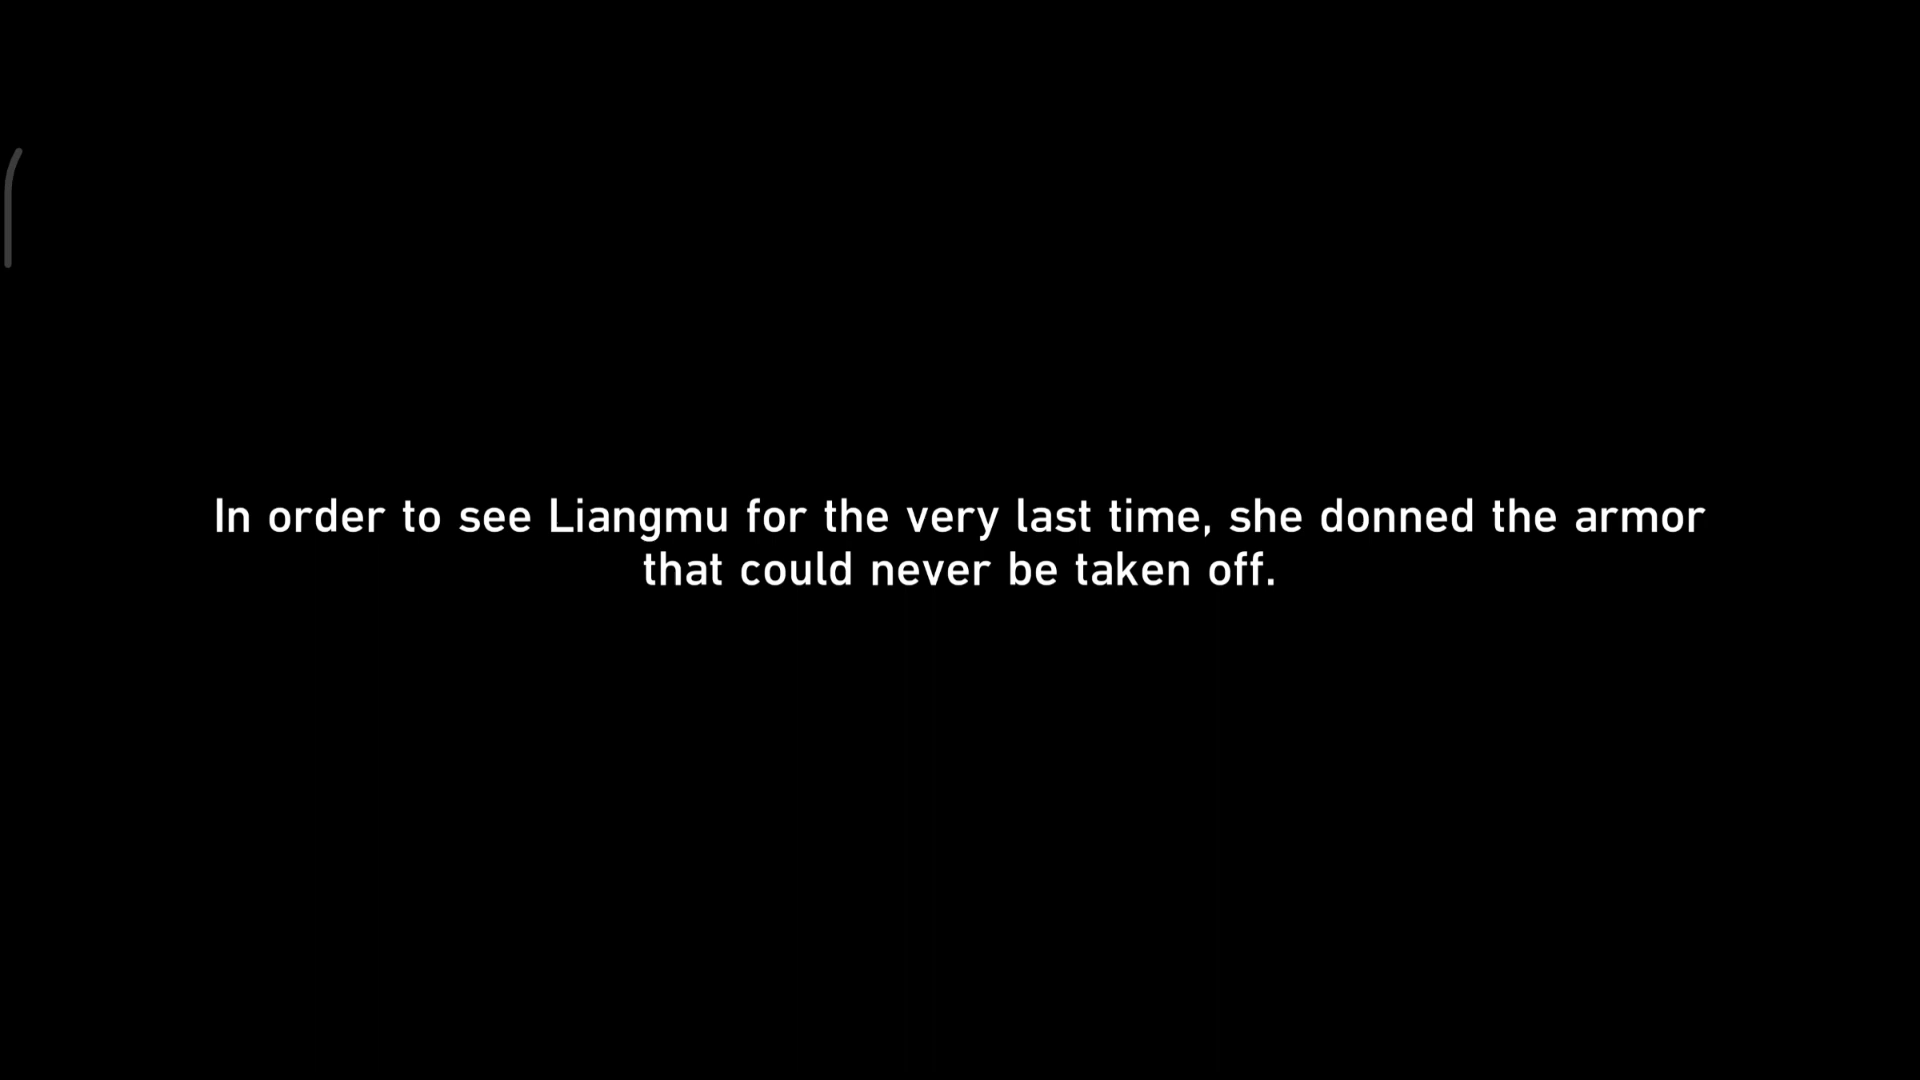 In order to see Liangmu for the very last time, she donned the armor
that could never be taken off.